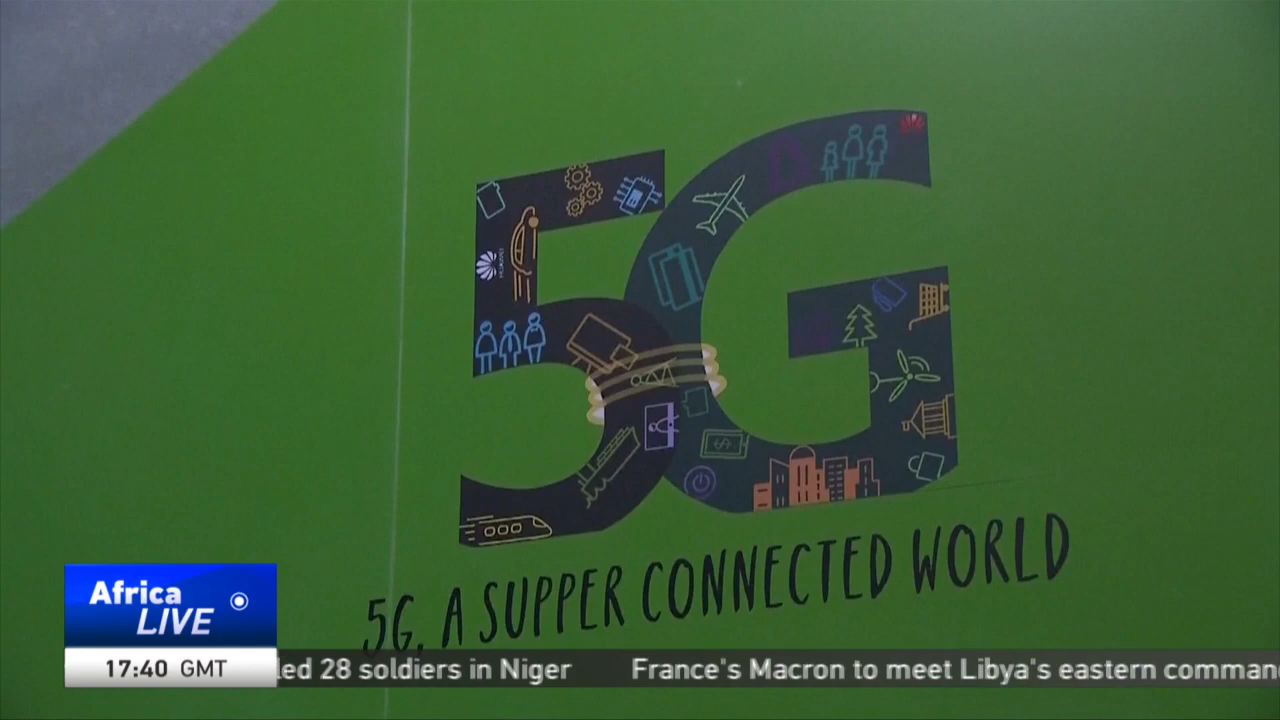 5G
HUAWEI
$
5G, A SUPPER CONNECTED WORLD
Africa
LIVE
17:40 GMT
led 28 soldiers in Niger France's Macron to meet Libya's eastern comman